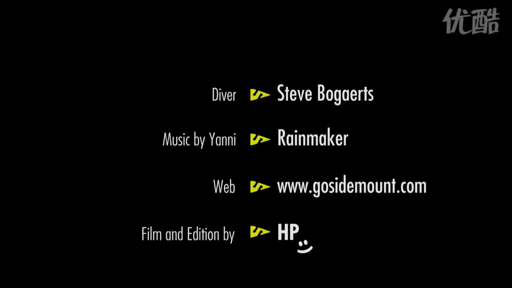 优酷
Diver Steve Bogaerts
Music by Yanni Rainmaker
Web www.gosidemount.com
Film and Edition by HP